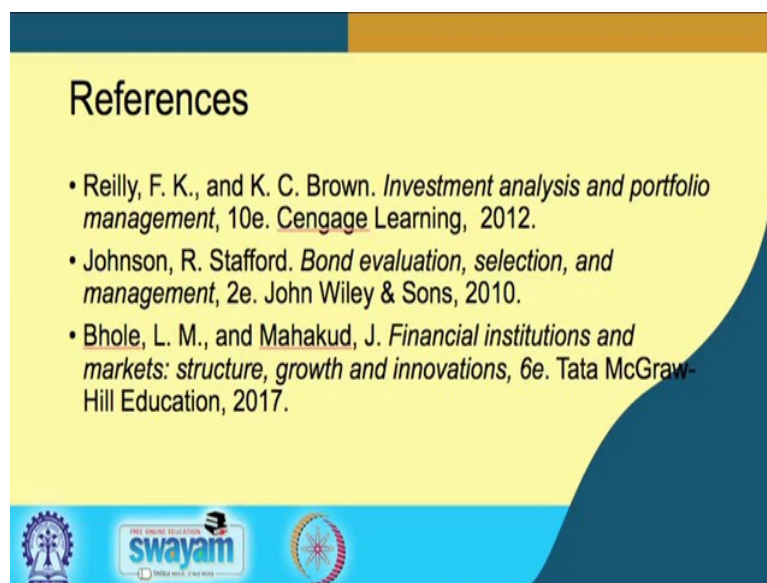 References
• Reilly, F. K., and K. C. Brown. Investment analysis and portfolio
management, 10e. Cengage Learning, 2012.
• Johnson, R. Stafford. Bond evaluation, selection, and
management, 2e. John Wiley & Sons, 2010.
• Bhole, L. M., and Mahakud, J. Financial institutions and
markets: structure, growth and innovations, 6e. Tata McGraw-
Hill Education, 2017.
FREE ONLINE EDUCATION
swayam